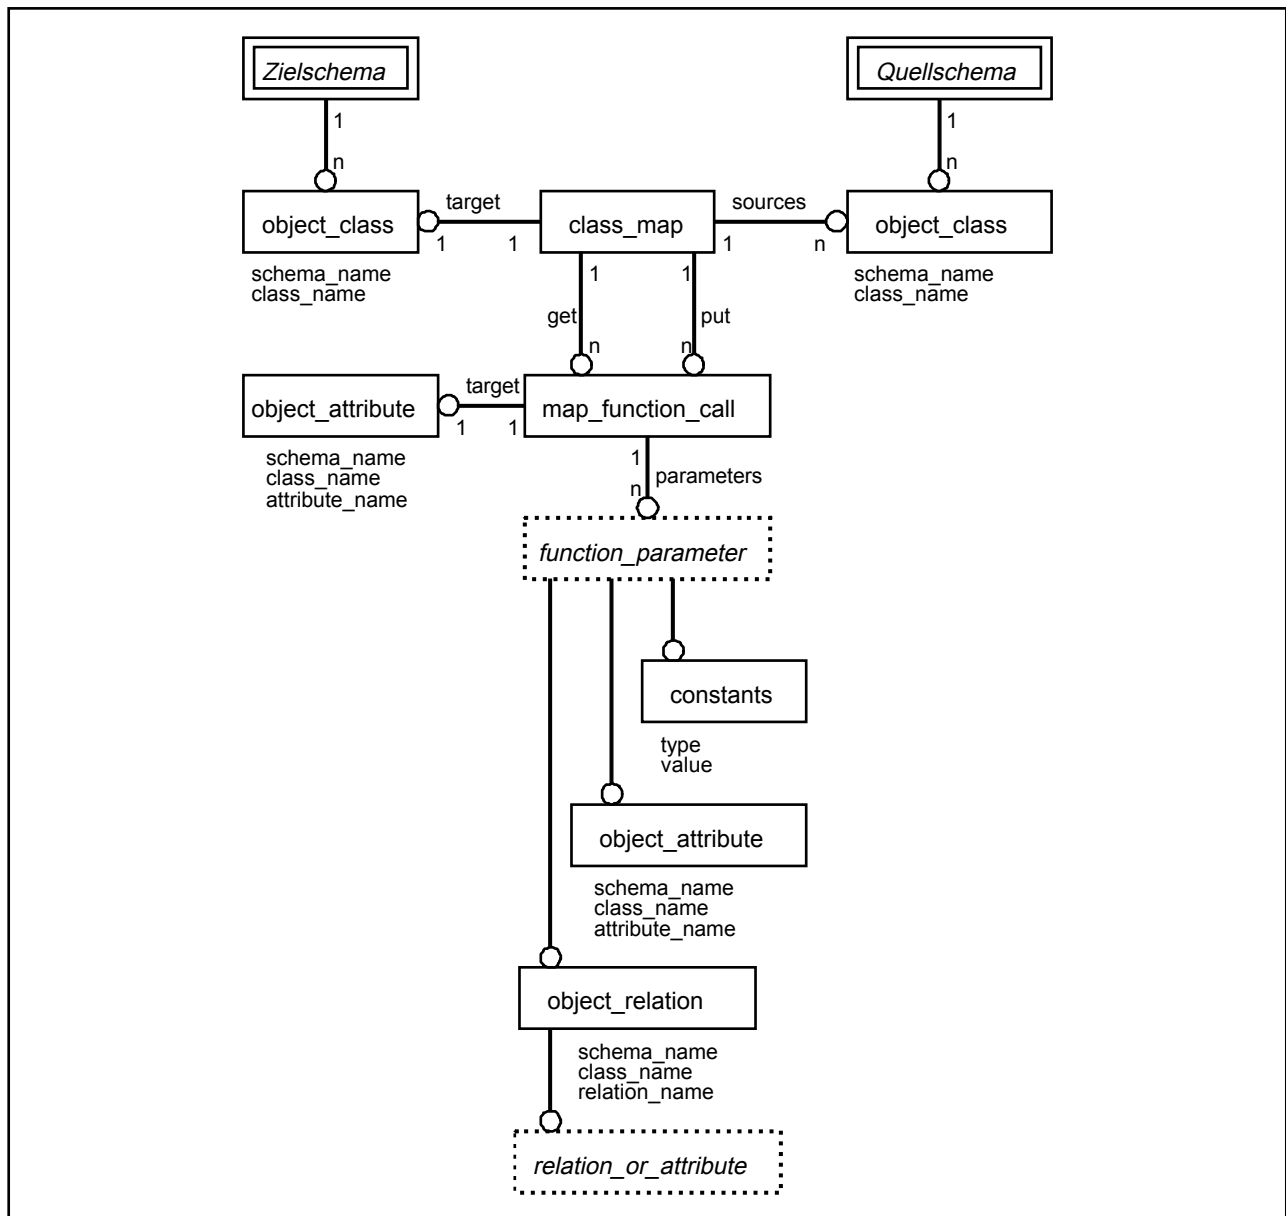 Zielschema
Quellschema
1
1
n
n
object_class
target
class_map
sources
object_class
1
1
1
n
schema_name
class_name
schema_name
class_name
1
1
get
put
n
n
object_attribute
target
map_function_call
1
1
schema_name
class_name
attribute_name
1
parameters
n
function_parameter
constants
type
value
object_attribute
schema_name
class_name
attribute_name
object_relation
schema_name
class_name
relation_name
relation_or_attribute